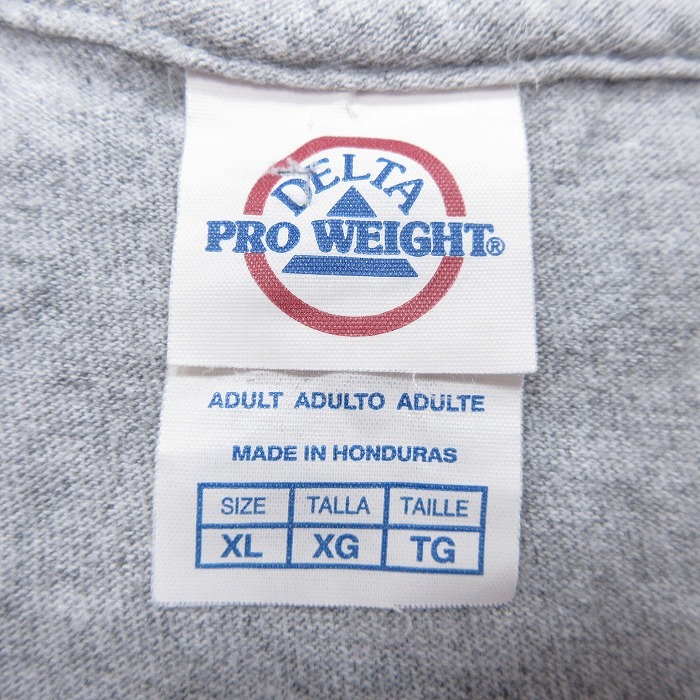 DELTA
PRO WEIGHT®
ADULT ADULTO ADULTE
MADE IN HONDURAS
SIZE TALLA TAILLE
XL XG TG